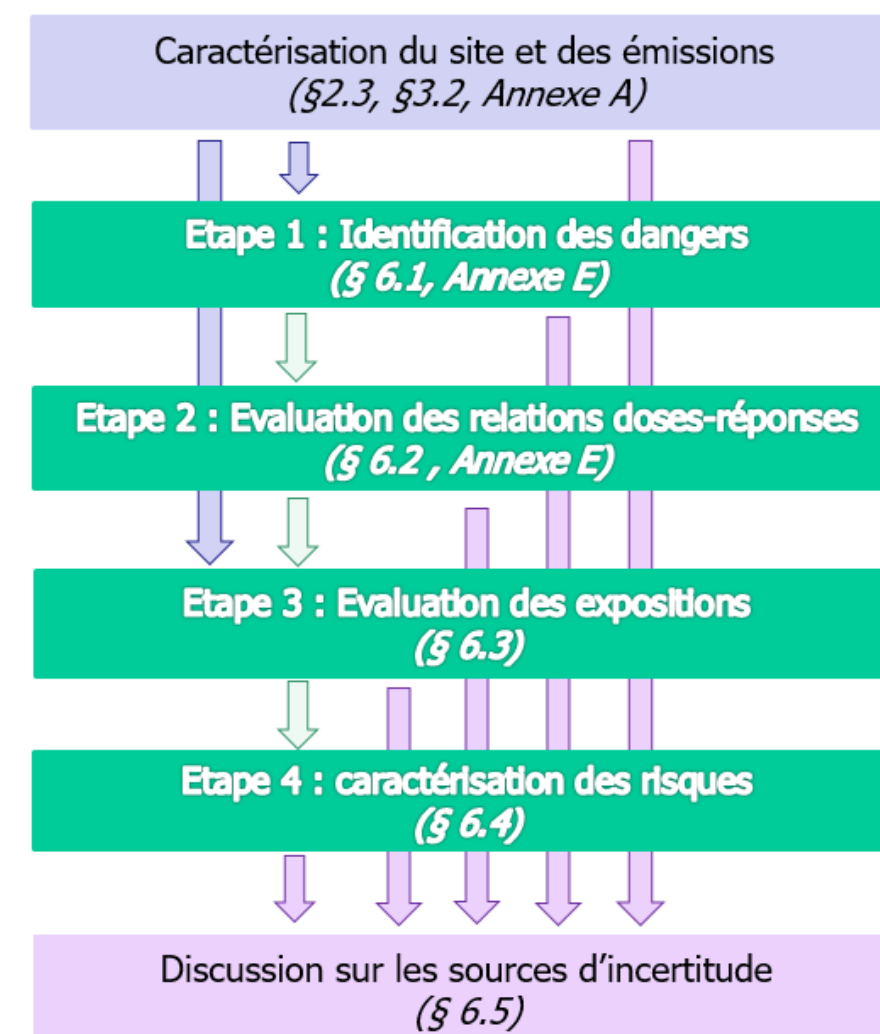 Caractérisation du site et des émissions
(§2.3, §3.2, Annexe A)
Etape 1 : Identification des dangers
(§ 6.1, Annexe E)
Etape 2 : Evaluation des relations doses-réponses
(§ 6.2 , Annexe E)
Etape 3 : Evaluation des expositions
(§ 6.3)
Etape 4 : caractérisation des risques
(§ 6.4)
Discussion sur les sources d’incertitude
(§ 6.5)